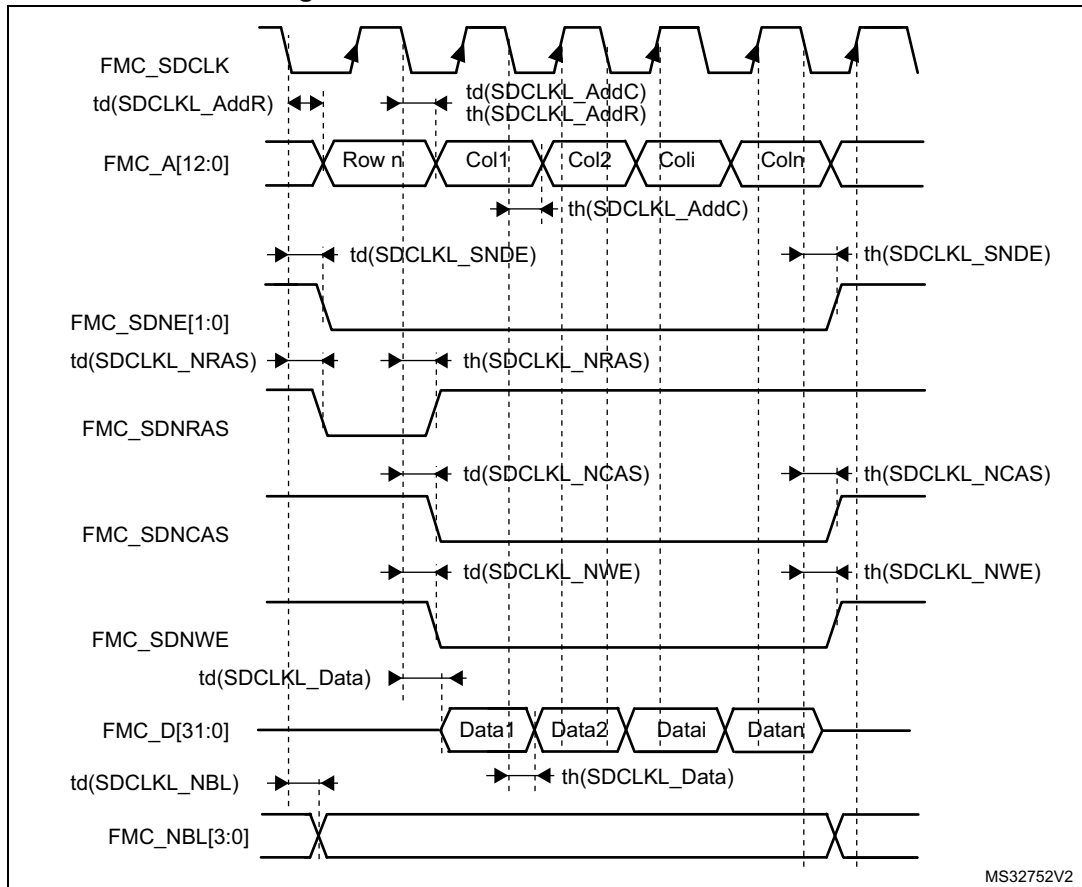 FMC_SDCLK
td(SDCLKL_AddR)
td(SDCLKL_AddC)
th(SDCLKL_AddR)
FMC_A[12:0]
Row n
Col1
Col2
Coli
Coln
th(SDCLKL_AddC)
td(SDCLKL_SNDE)
th(SDCLKL_SNDE)
FMC_SDNE[1:0]
td(SDCLKL_NRAS)
th(SDCLKL_NRAS)
FMC_SDNRAS
td(SDCLKL_NCAS)
th(SDCLKL_NCAS)
FMC_SDNCAS
td(SDCLKL_NWE)
th(SDCLKL_NWE)
FMC_SDNWE
td(SDCLKL_Data)
FMC_D[31:0]
Data1
Data2
Datai
Datan
td(SDCLKL_NBL)
th(SDCLKL_Data)
FMC_NBL[3:0]
MS32752V2